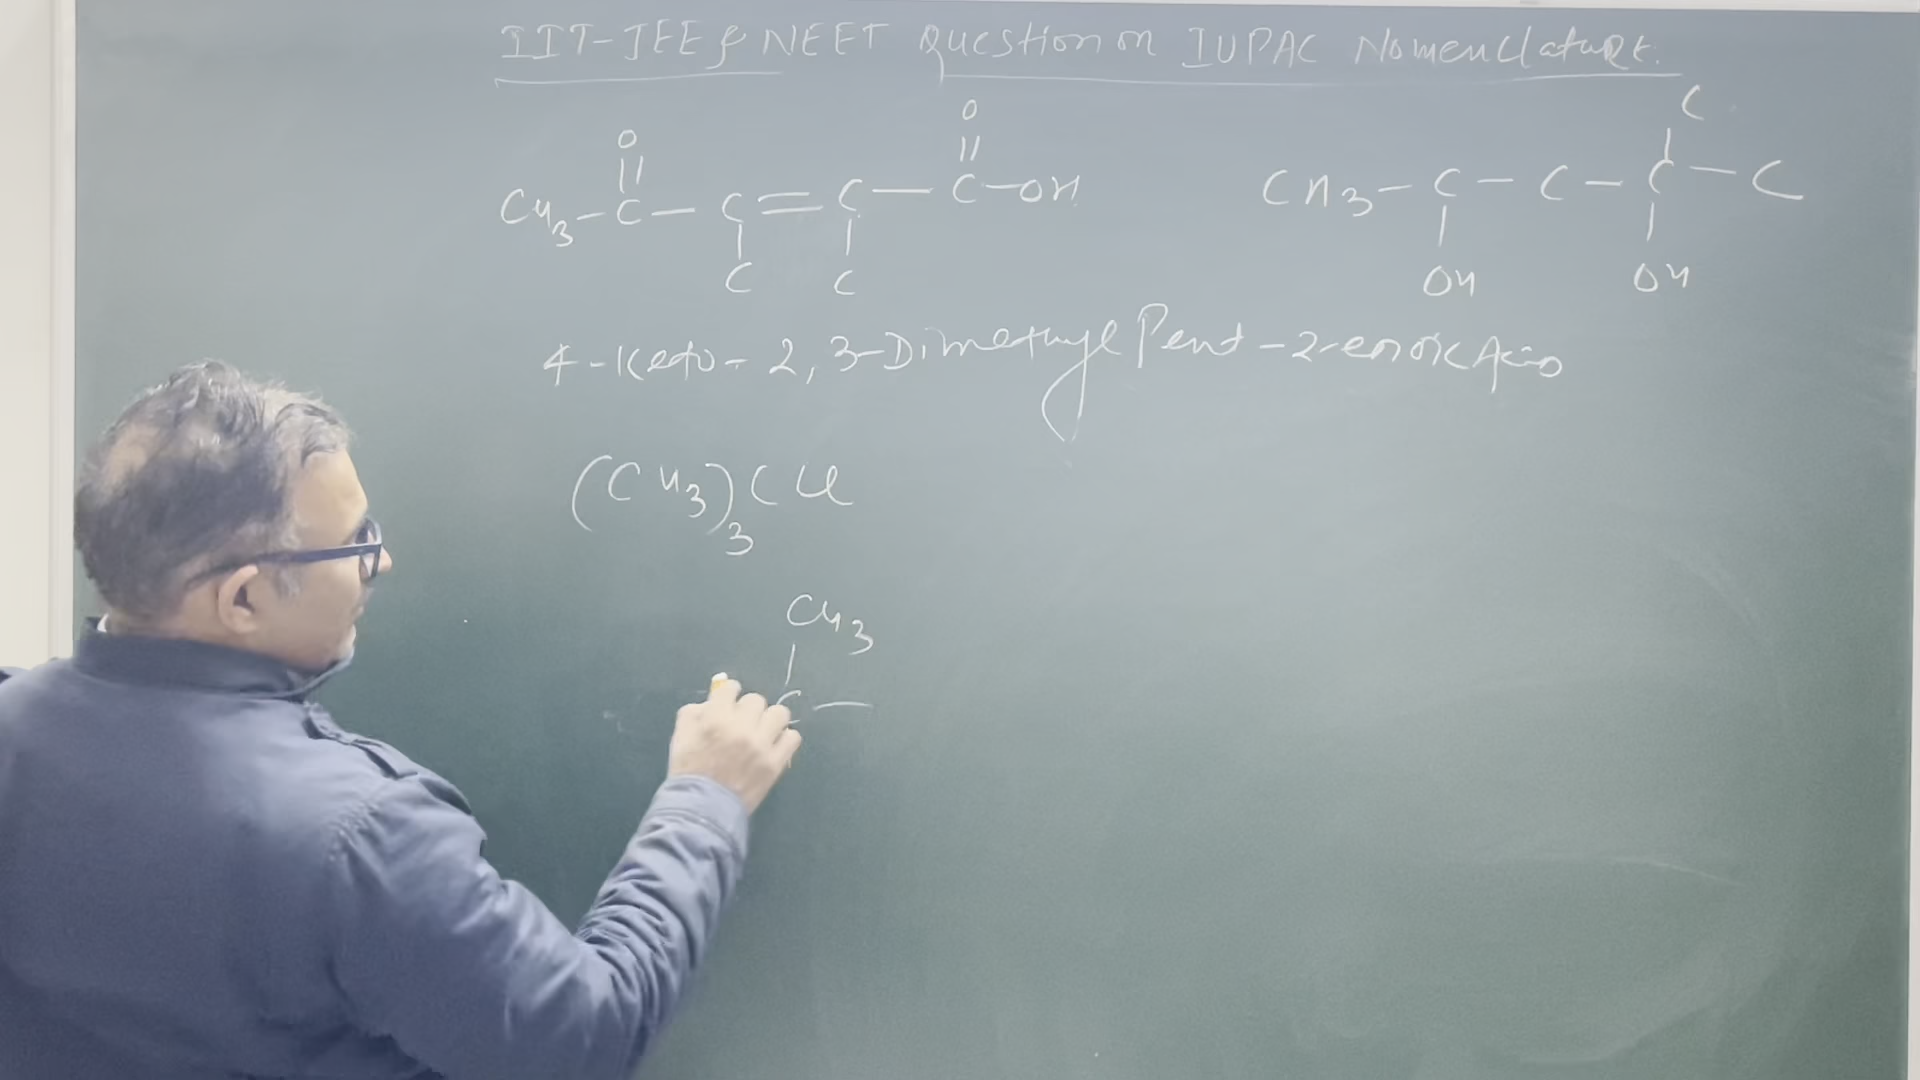 IIT-JEE & NEET Question on IUPAC Nomenclature.
O O C
CH3-C-C=C-C-OH CH3-C-C-C-C
C C OH OH
4-Keto-2,3-Dimethyl Pent-2-enoic Acid
(CH3)3CCl
CH3
C-